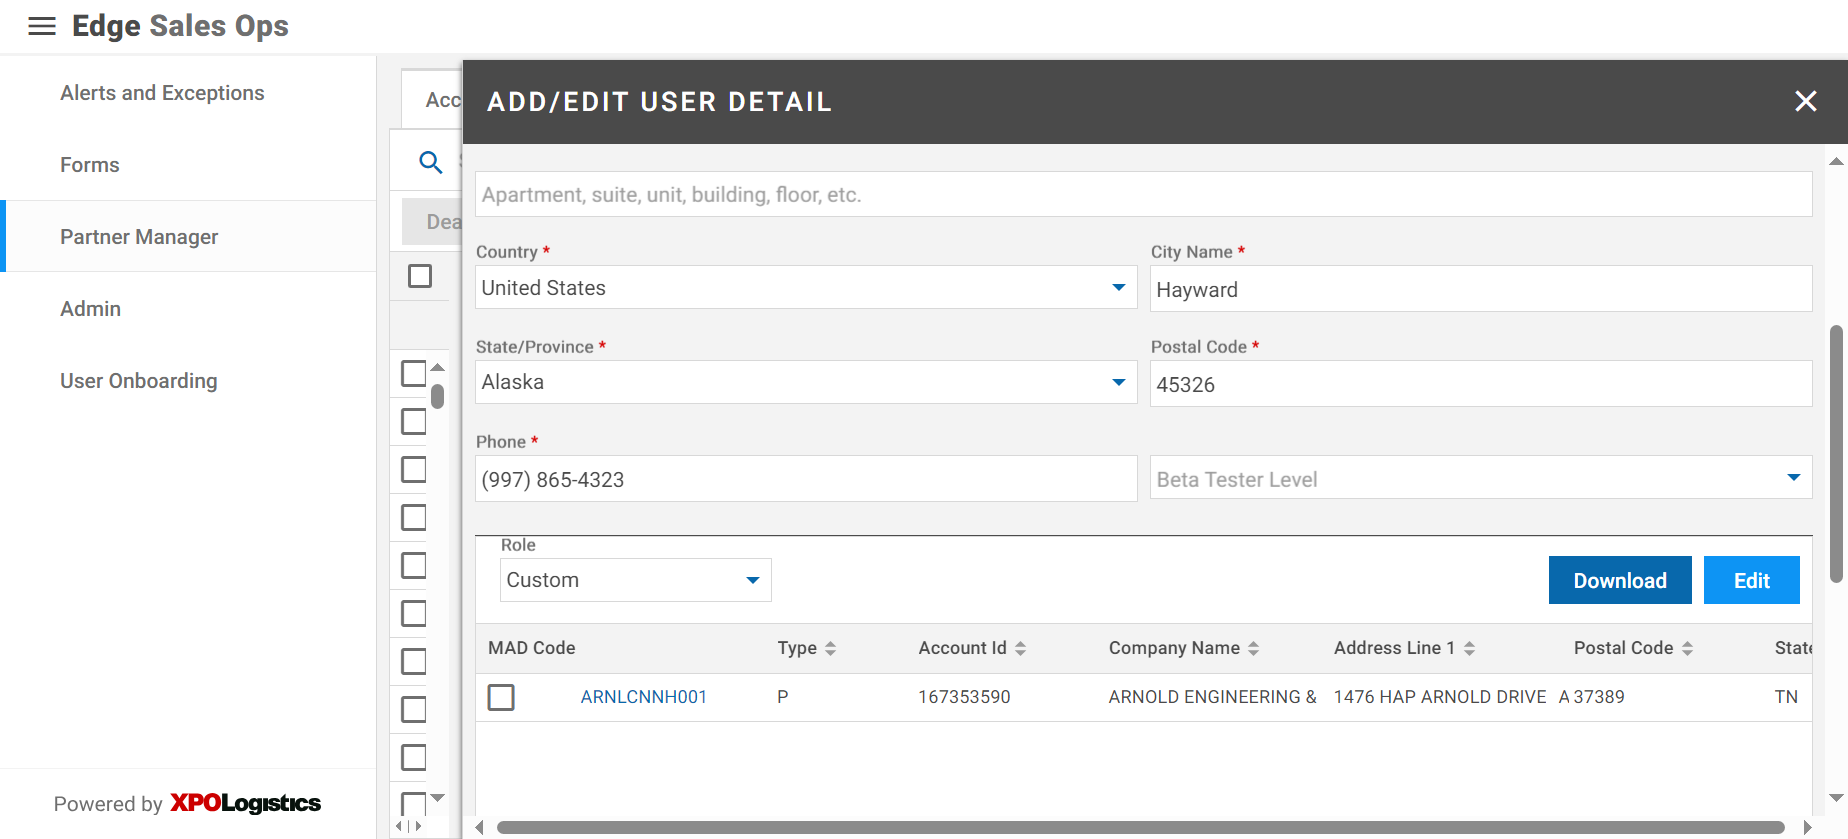 Edge Sales Ops
Alerts and Exceptions
Forms
Partner Manager
Admin
User Onboarding
Powered by XPOLogistics
Acc
Dea
ADD/EDIT USER DETAIL
Apartment, suite, unit, building, floor, etc.
Country *
City Name *
United States
Hayward
State/Province *
Postal Code *
Alaska
45326
Phone *
(997) 865-4323
Beta Tester Level
Role
Custom
Download
Edit
MAD Code Type Account Id Company Name Address Line 1 Postal Code State
ARNLCNNH001 P 167353590 ARNOLD ENGINEERING & 1476 HAP ARNOLD DRIVE A 37389 TN